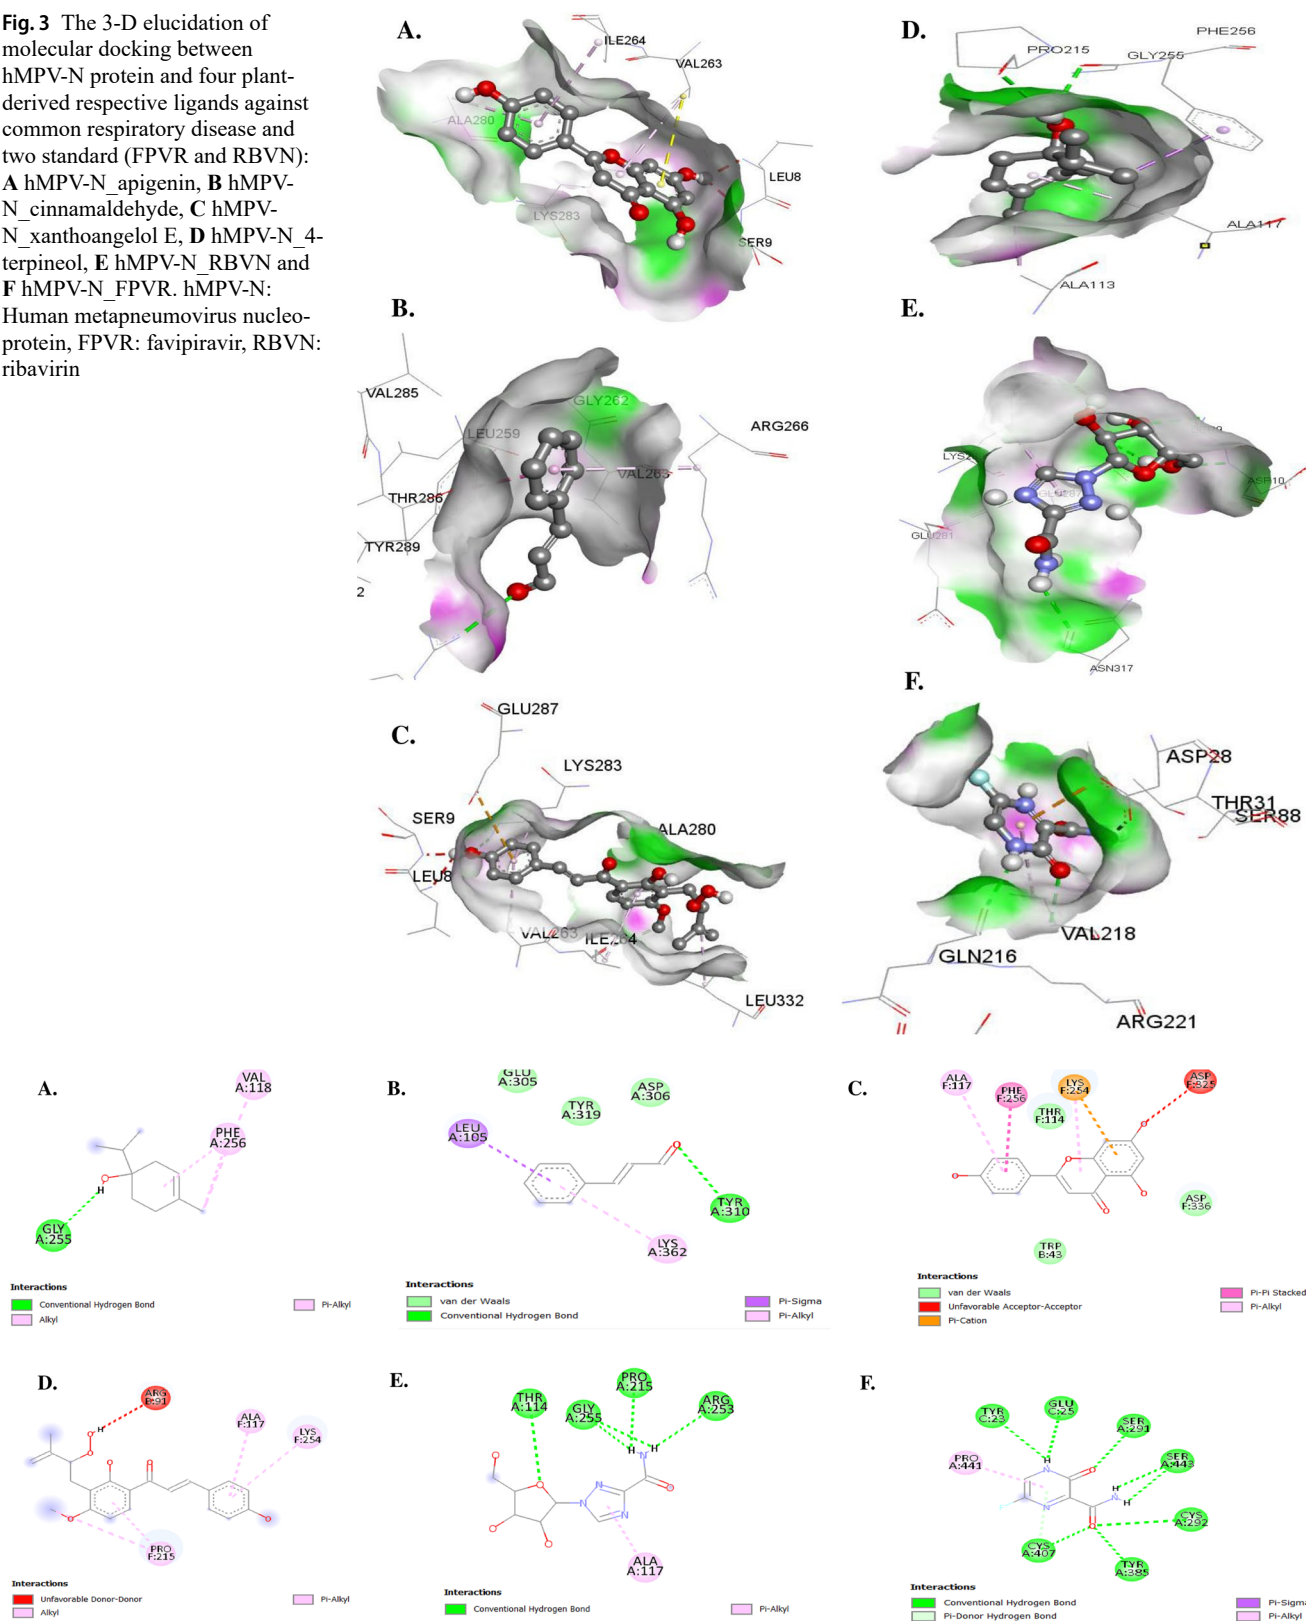 Fig. 3 The 3-D elucidation of
molecular docking between
hMPV-N protein and four plant-
derived respective ligands against
common respiratory disease and
two standard (FPVR and RBVN):
A hMPV-N_apigenin, B hMPV-
N_cinnamaldehyde, C hMPV-
N_xanthoangelol E, D hMPV-N_4-
terpineol, E hMPV-N_RBVN and
F hMPV-N_FPVR. hMPV-N:
Human metapneumovirus nucleo-
protein, FPVR: favipiravir, RBVN:
ribavirin
A.
ILE264
VAL263
ALA280
LEU8
LYS283
SER9
D.
PHE256
PRO215
GLY255
ALA117
ALA113
B.
VAL285
GLY262
LEU259
ARG266
VAL263
THR286
TYR289
2
E.
ASP10
GLU287
GLU281
ASN317
C.
GLU287
LYS283
SER9
ALA280
LEU8
VAL263
ILE264
LEU332
F.
ASP28
THR31
SER88
VAL218
GLN216
ARG221
A.
VAL
A:118
PHE
A:256
H
O
GLY
A:255
Interactions
Conventional Hydrogen Bond
Alkyl
Pi-Alkyl
B.
GLU
A:305
TYR
A:319
ASP
A:306
LEU
A:105
O
TYR
A:310
LYS
A:362
Interactions
van der Waals
Conventional Hydrogen Bond
Pi-Sigma
Pi-Alkyl
C.
ALA
F:117
PHE
F:256
LYS
F:254
THR
F:114
ASP
F:325
ASP
F:336
TRP
B:43
Interactions
van der Waals
Unfavorable Acceptor-Acceptor
Pi-Cation
Pi-Pi Stacked
Pi-Alkyl
D.
ARG
B:91
ALA
F:117
LYS
F:254
PRO
F:215
Interactions
Unfavorable Donor-Donor
Alkyl
Pi-Alkyl
E.
THR
A:114
GLY
A:255
PRO
A:215
ARG
A:253
H H
N
O
N
N
N
ALA
A:117
Interactions
Conventional Hydrogen Bond
Pi-Alkyl
F.
TYR
C:23
GLU
C:25
SER
A:291
PRO
A:441
SER
A:443
CYS
A:292
CYS
A:407
TYR
A:385
Interactions
Conventional Hydrogen Bond
Pi-Donor Hydrogen Bond
Pi-Sigma
Pi-Alkyl